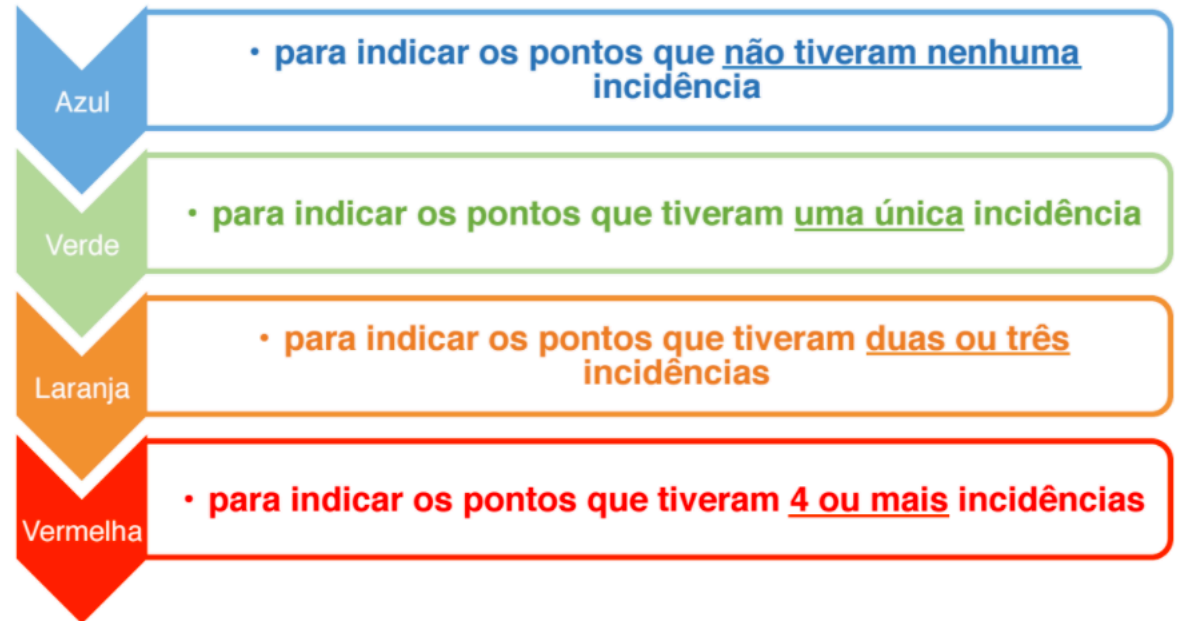 Azul
• para indicar os pontos que não tiveram nenhuma
incidência
Verde
• para indicar os pontos que tiveram uma única incidência
Laranja
• para indicar os pontos que tiveram duas ou três
incidências
Vermelha
• para indicar os pontos que tiveram 4 ou mais incidências